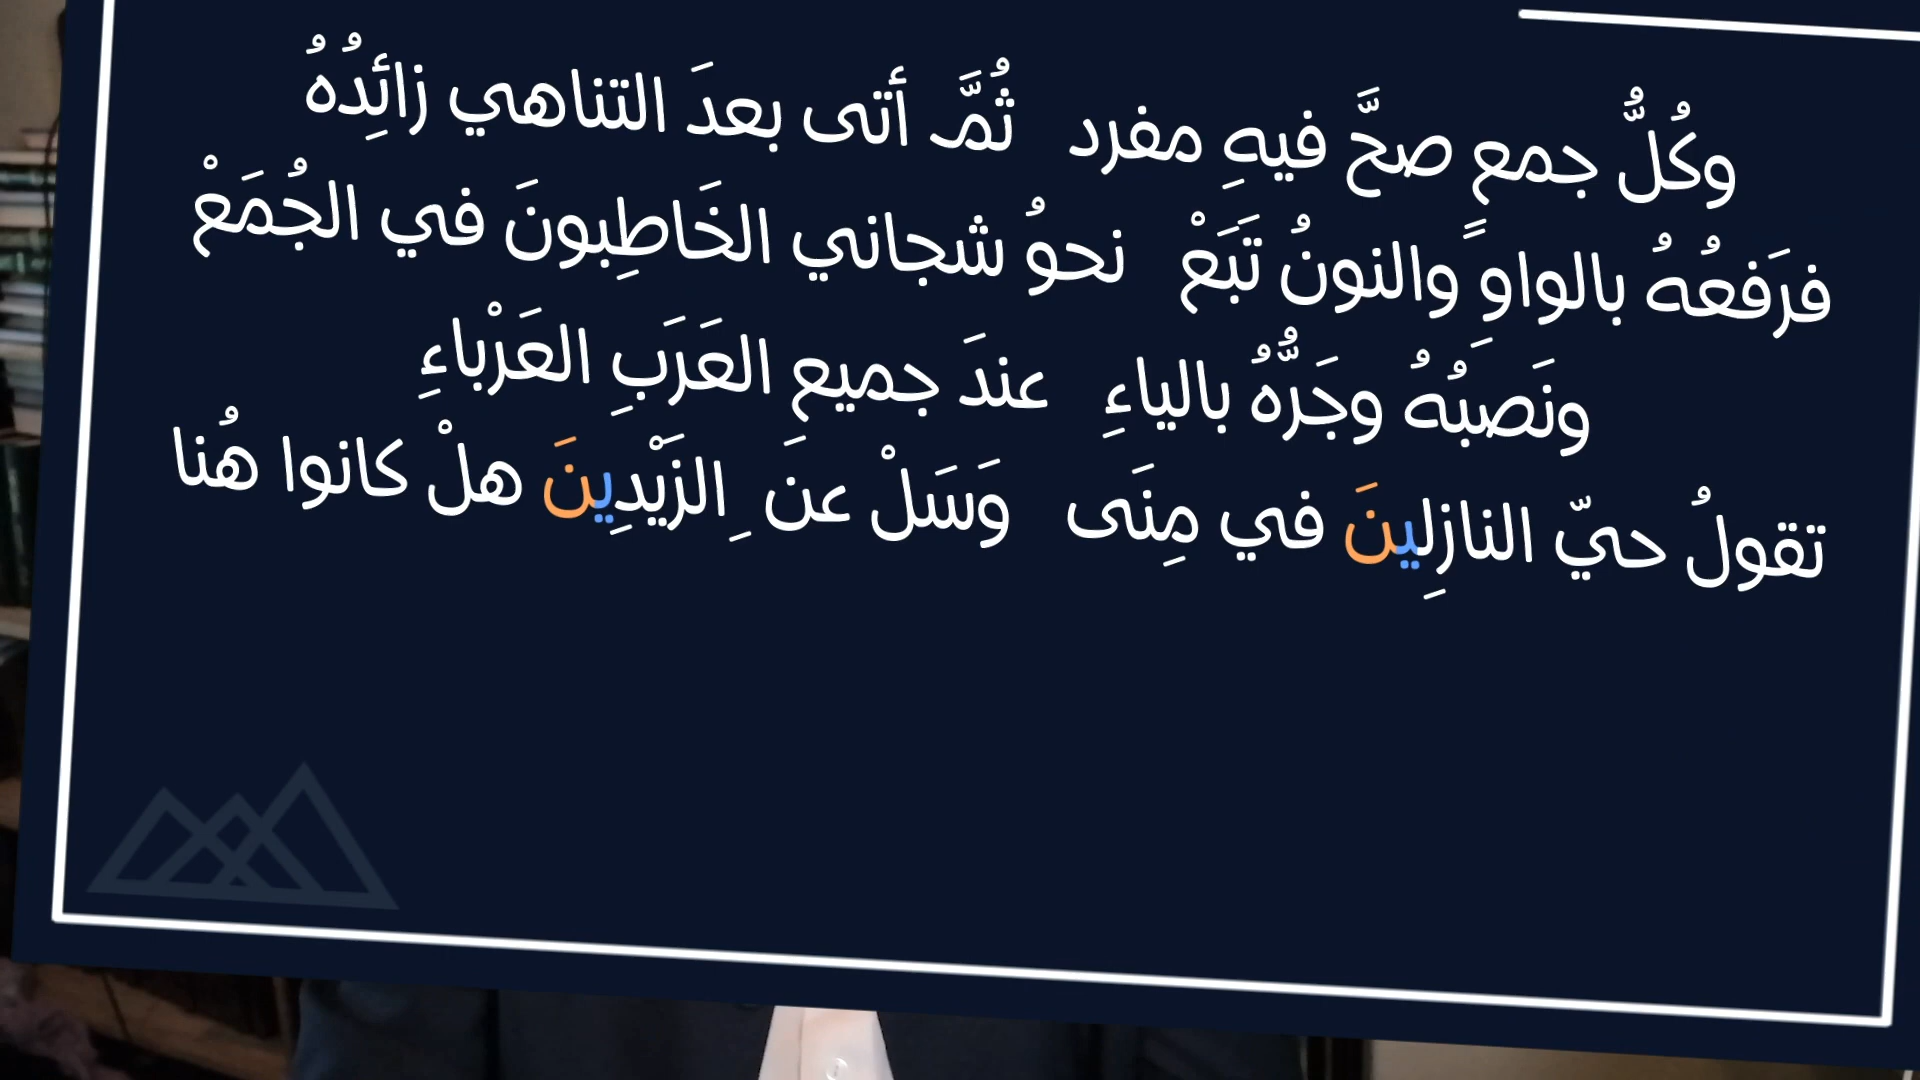 وكُلُّ جمعٍ صحَّ فيهِ مفرد ثُمَّ أتى بعدَ التناهي زائدُِهُ
فرَفعُهُ بالواوِ والنونُ تَبَعْ نحوُ شجاني الخَاطِبونَ في الجُمَعْ
ونَصبُهُ وجَرُّهُ بالياءِ عندَ جميعِ العَرَبِ العَرْباءِ
تقولُ حيّ النازِلِينَ في مِنَى وَسَلْ عنَ ِ الزَيْدِينَ هلْ كانوا هُنا